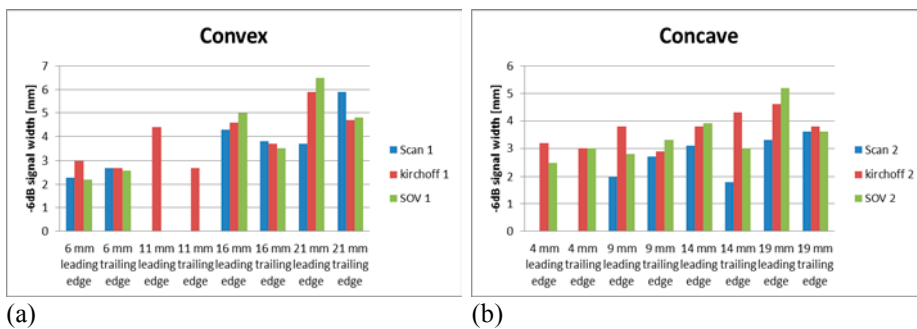 Convex
-6dB signal width [mm]
7
6
5
4
3
2
1
0
6 mm leading edge
6 mm trailing edge
11 mm leading edge
11 mm trailing edge
16 mm leading edge
16 mm trailing edge
21 mm leading edge
21 mm trailing edge
Scan 1
kirchoff 1
SOV 1
(a)
Concave
-6dB signal width [mm]
6
5
4
3
2
1
0
4 mm leading edge
4 mm trailing edge
9 mm leading edge
9 mm trailing edge
14 mm leading edge
14 mm trailing edge
19 mm leading edge
19 mm trailing edge
Scan 2
kirchoff 2
SOV 2
(b)